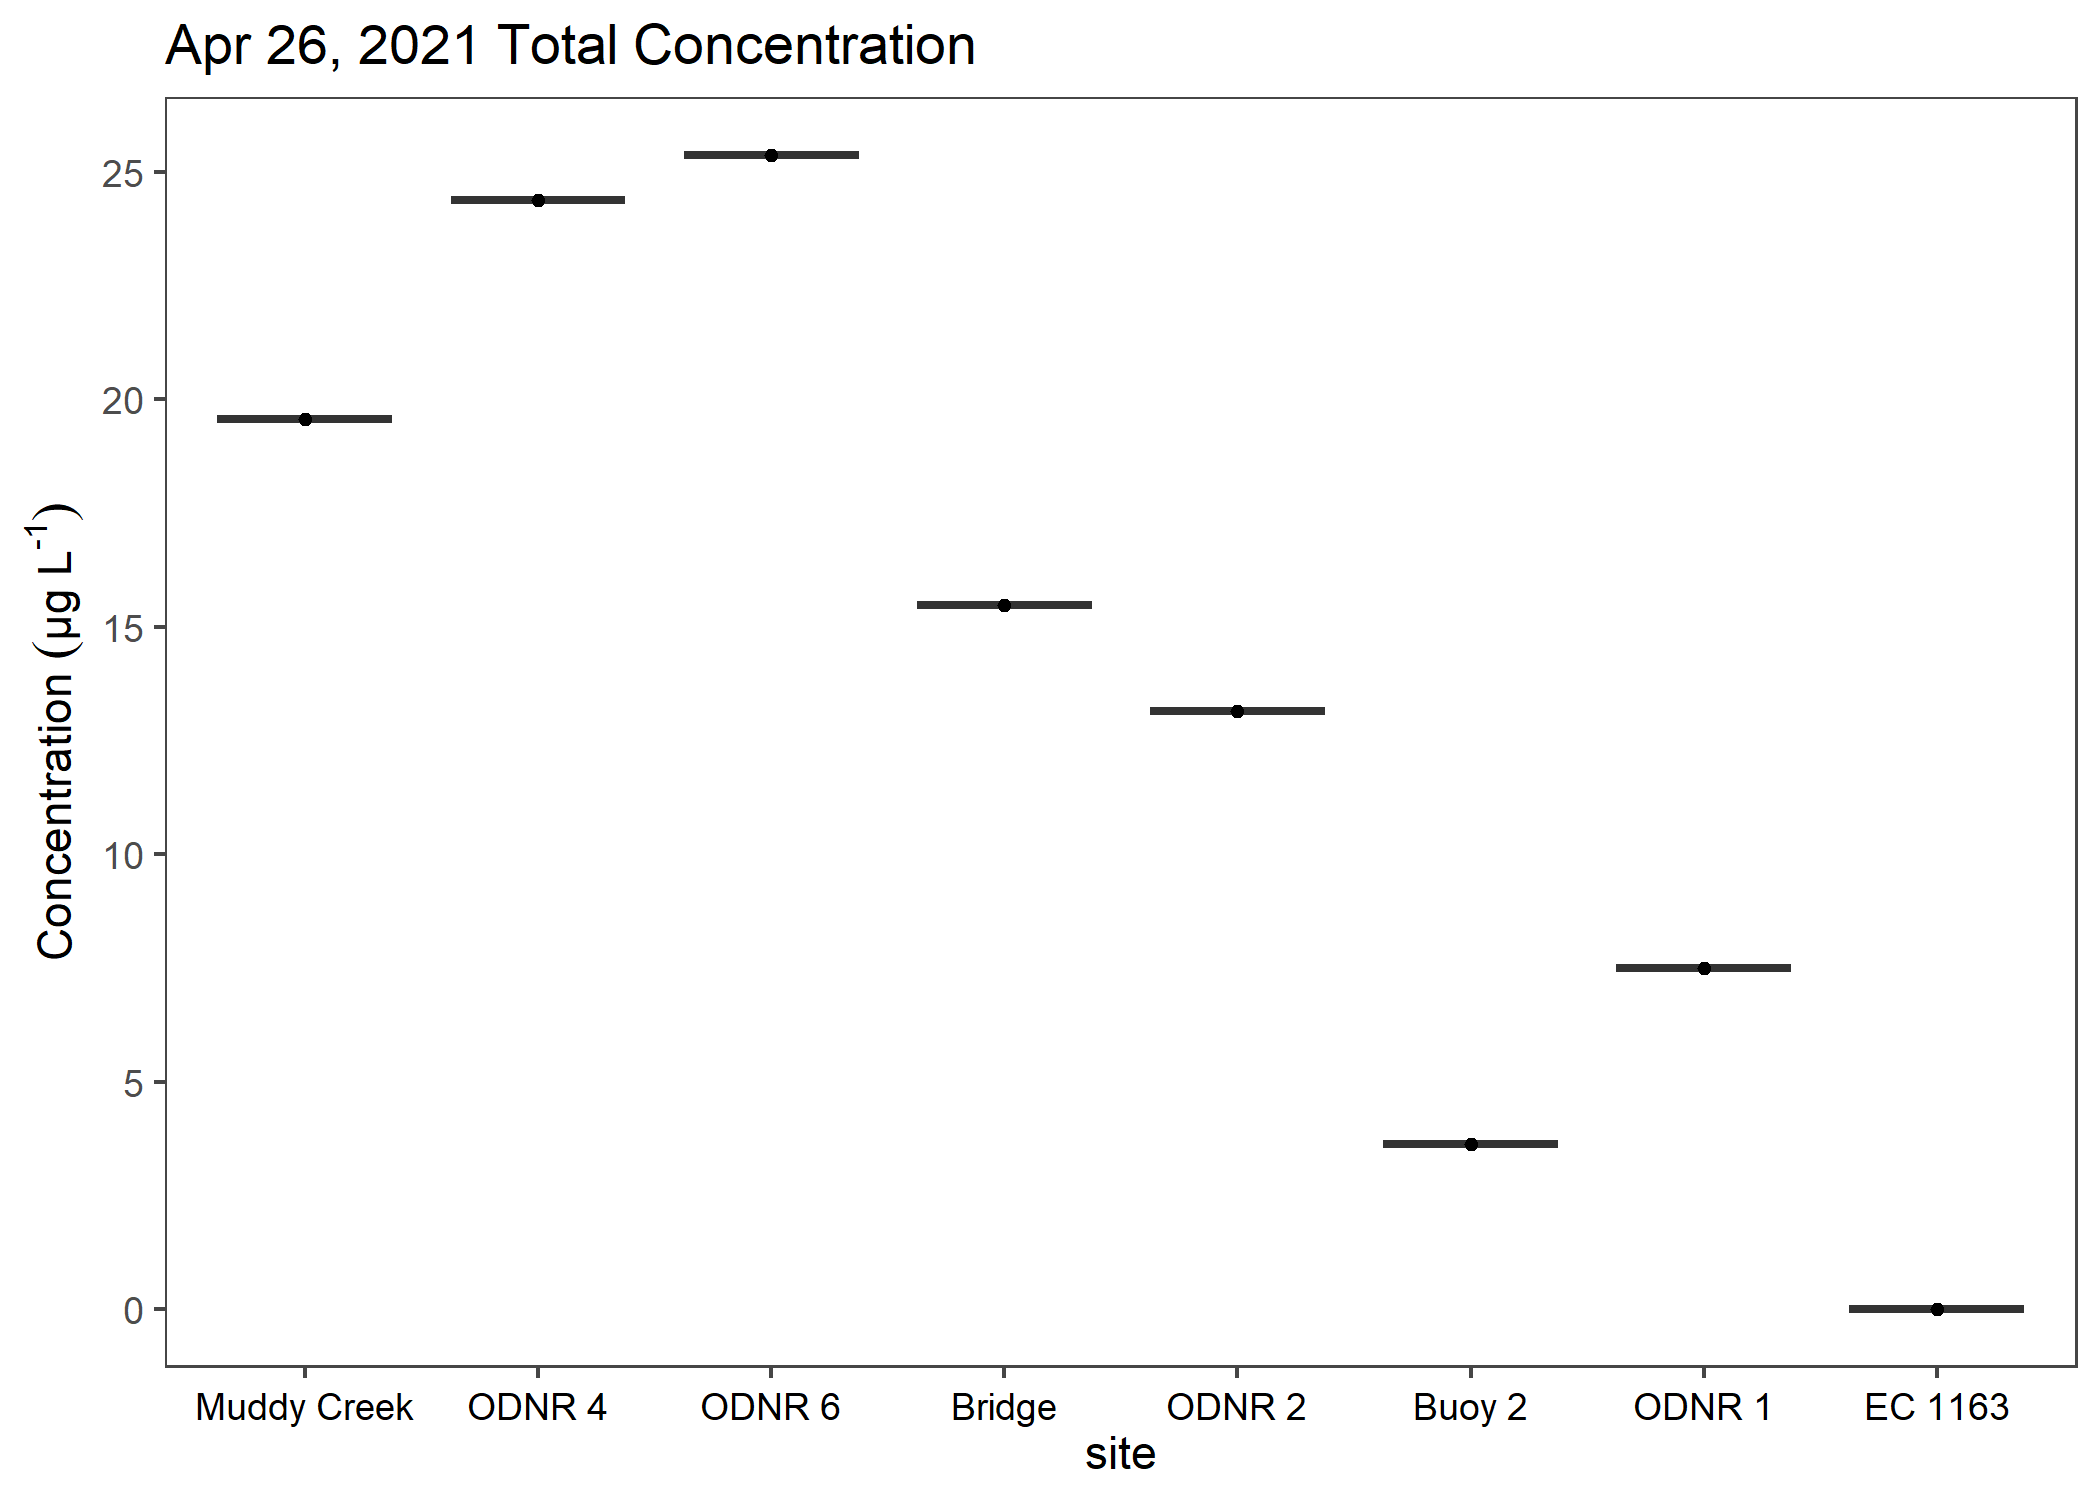 Apr 26, 2021 Total Concentration
Concentration (µg L⁻¹)
25
20
15
10
5
0
Muddy Creek ODNR 4 ODNR 6 Bridge ODNR 2 Buoy 2 ODNR 1 EC 1163
site